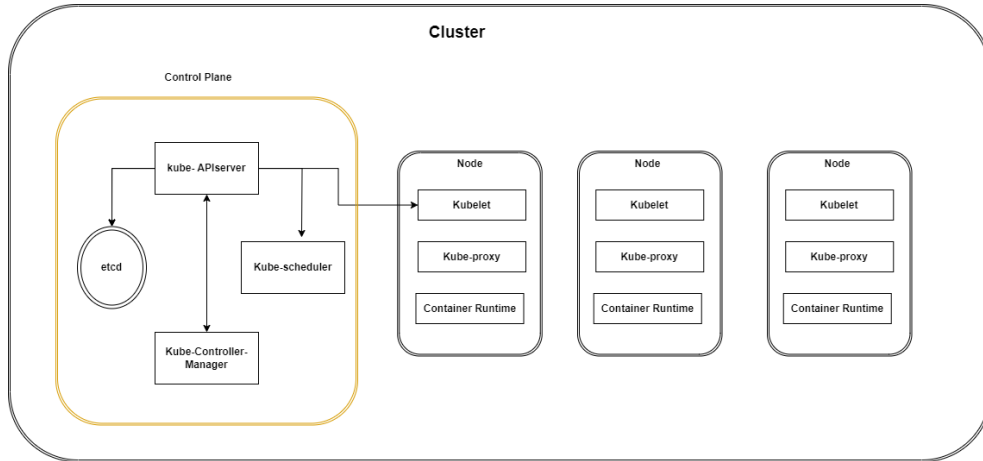 Cluster
Control Plane
kube- APIserver
etcd
Kube-scheduler
Kube-Controller-
Manager
Node
Kubelet
Kube-proxy
Container Runtime
Node
Kubelet
Kube-proxy
Container Runtime
Node
Kubelet
Kube-proxy
Container Runtime